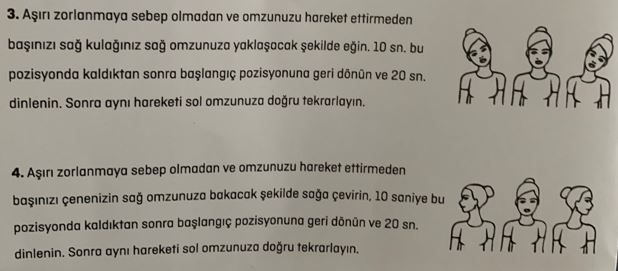 3. Aşırı zorlanmaya sebep olmadan ve omzunuzu hareket ettirmeden
başınızı sağ kulağınız sağ omzunuza yaklaşacak şekilde eğin. 10 sn. bu
pozisyonda kaldıktan sonra başlangıç pozisyonuna geri dönün ve 20 sn.
dinlenin. Sonra aynı hareketi sol omzunuza doğru tekrarlayın.
4. Aşırı zorlanmaya sebep olmadan ve omzunuzu hareket ettirmeden
başınızı çenenizin sağ omzunuza bakacak şekilde sağa çevirin, 10 saniye bu
pozisyonda kaldıktan sonra başlangıç pozisyonuna geri dönün ve 20 sn.
dinlenin. Sonra aynı hareketi sol omzunuza doğru tekrarlayın.